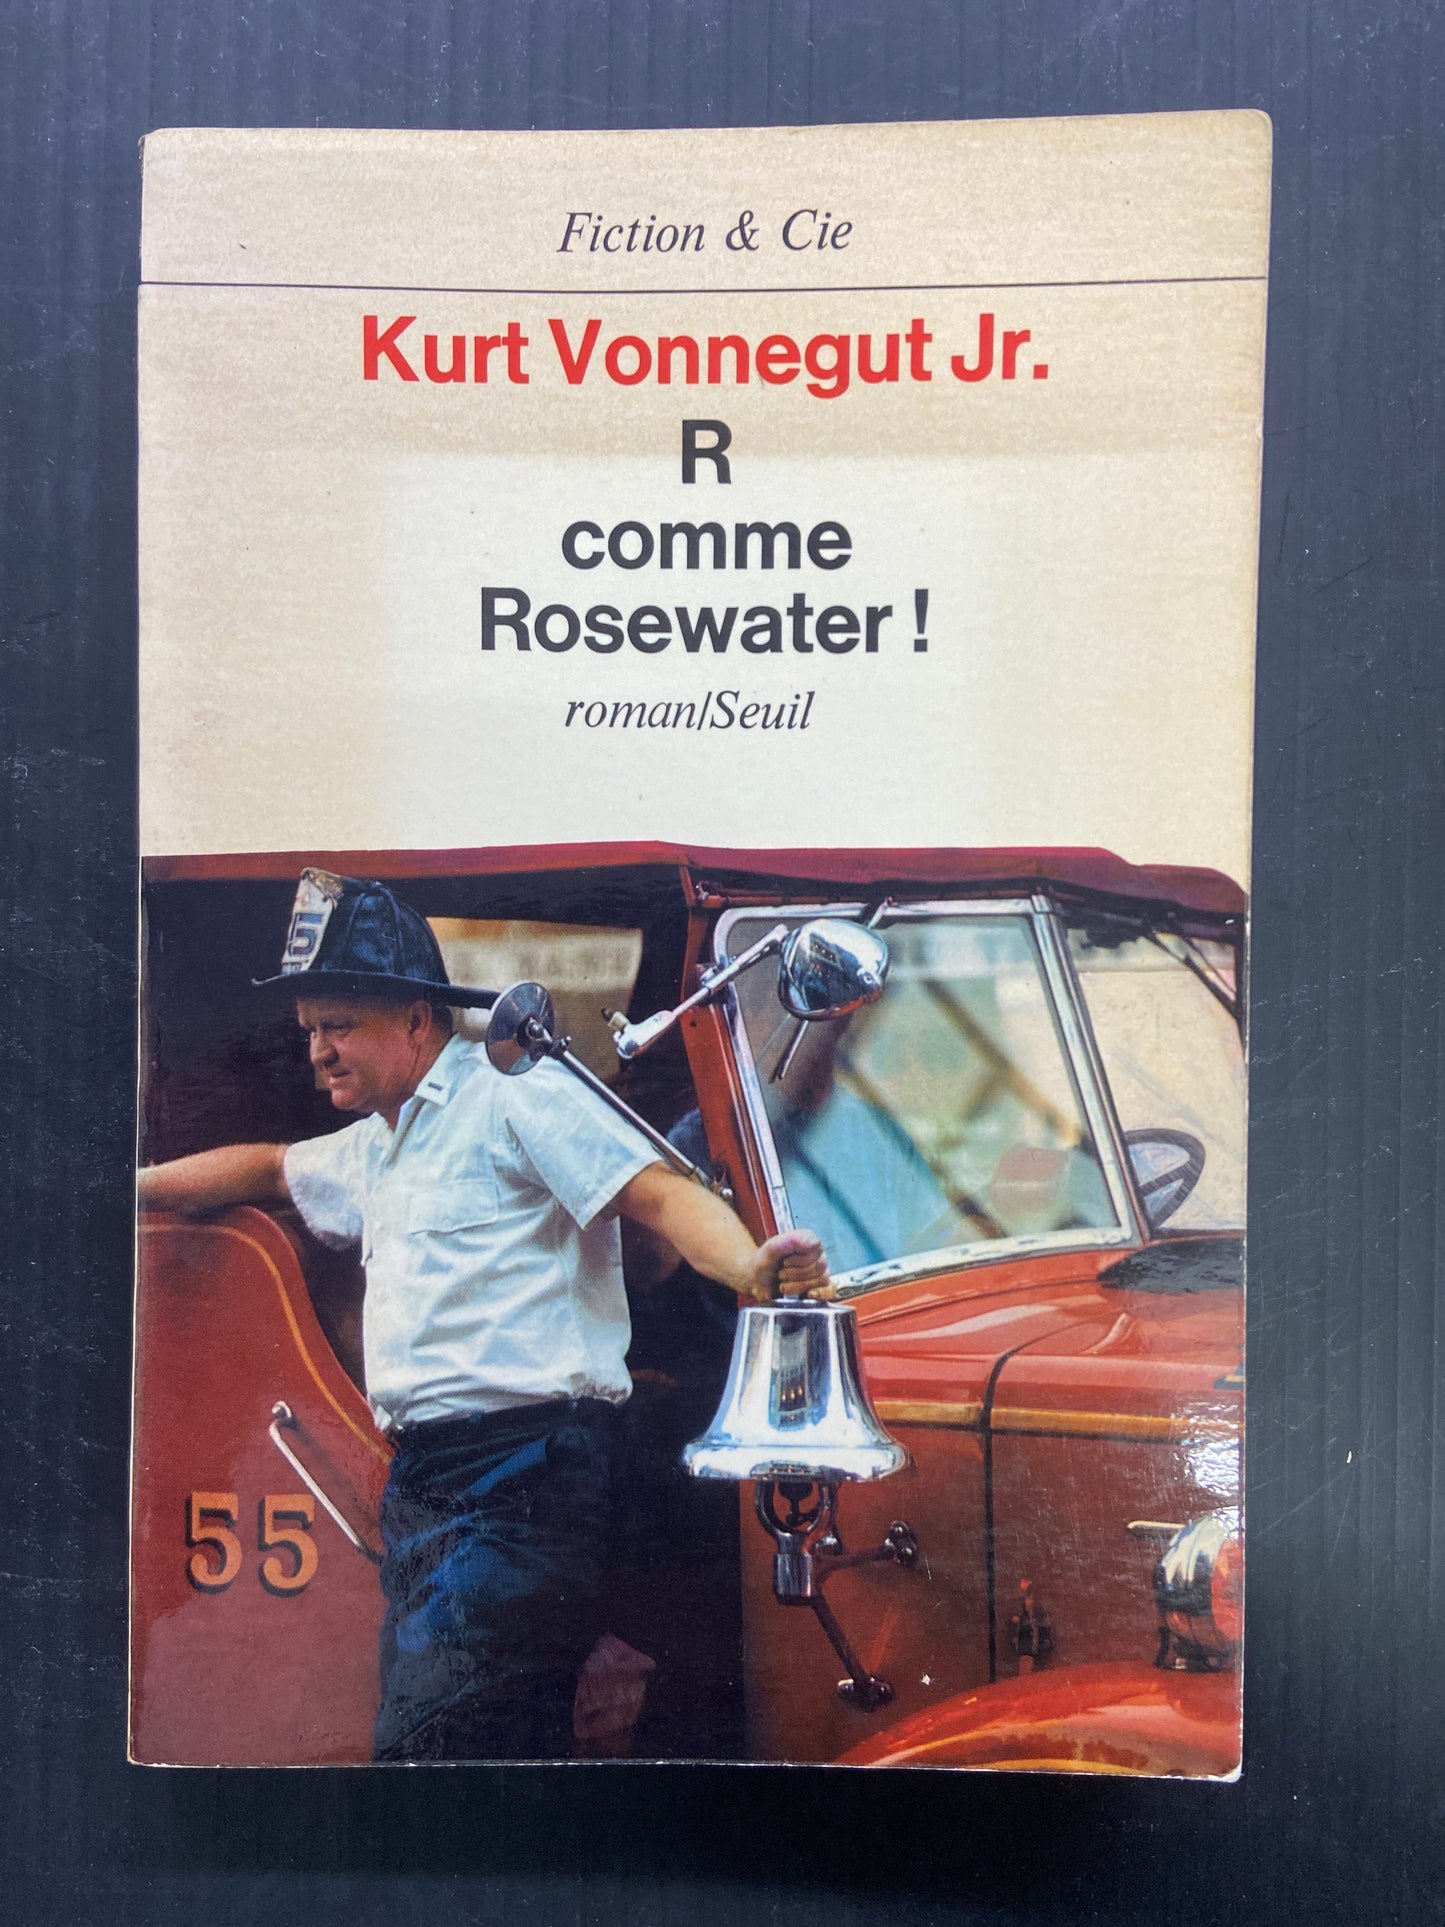 Fiction & Cie
Kurt Vonnegut Jr.
R
comme
Rosewater !
roman/Seuil
55